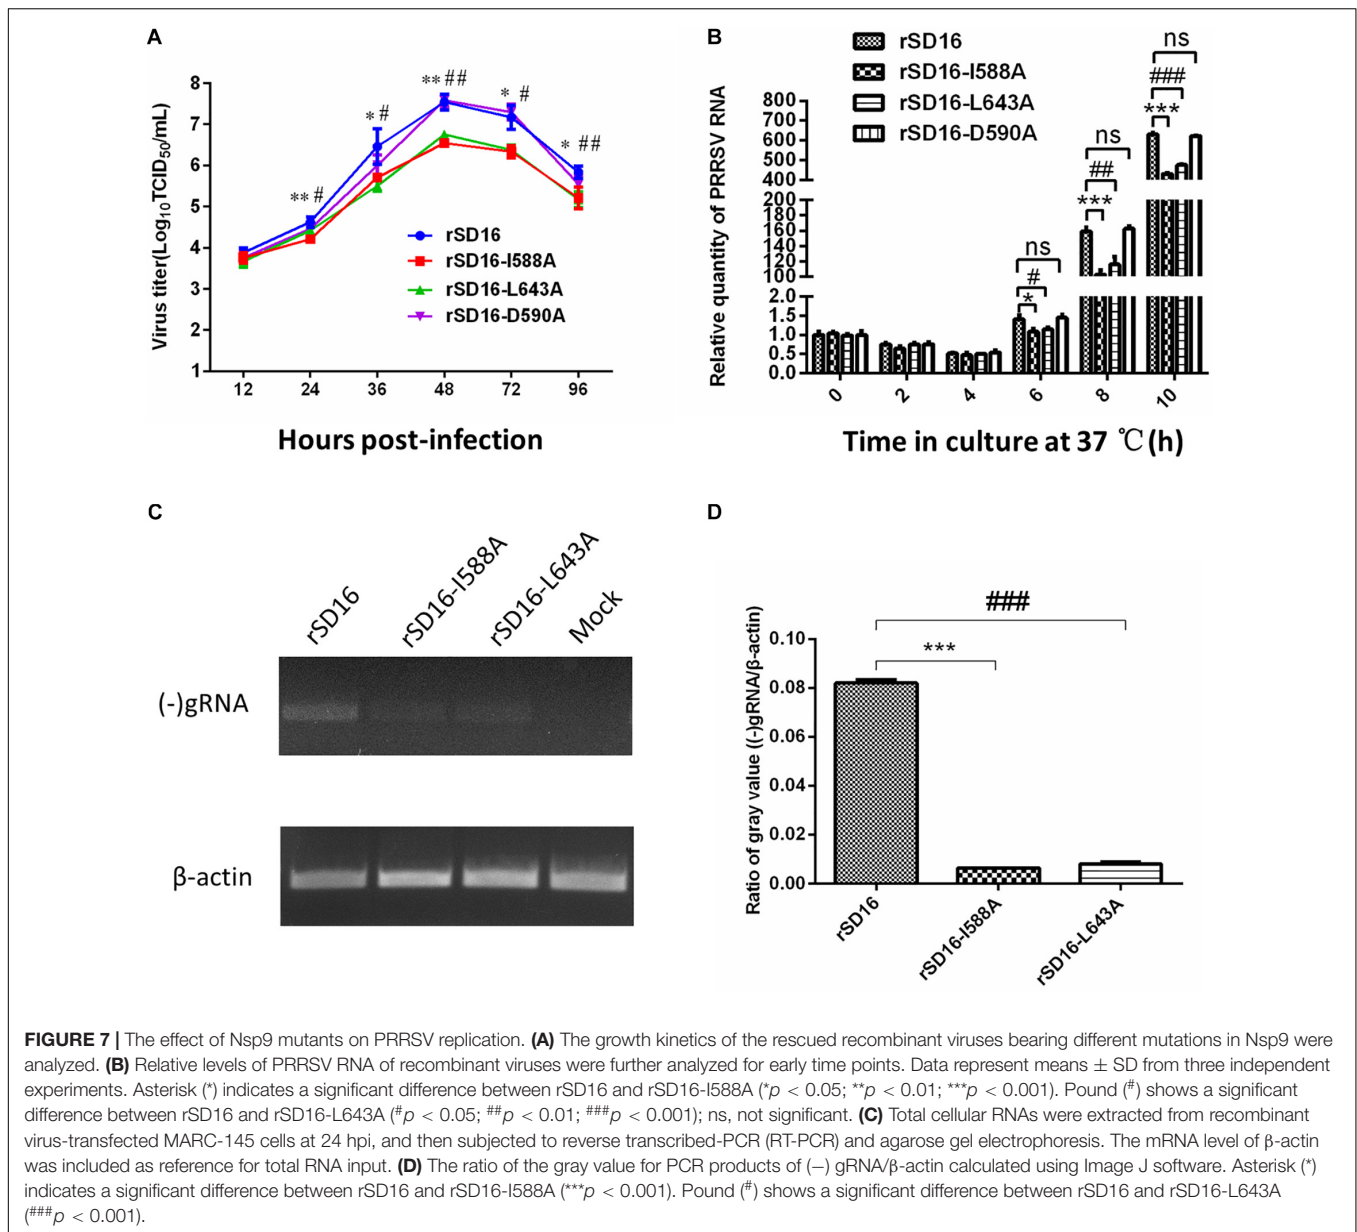 A
Virus titer(Log10TCID50/mL)
8
7
6
5
4
3
2
1
** #
* #
** ##
* #
* ##
rSD16
rSD16-I588A
rSD16-L643A
rSD16-D590A
12 24 36 48 72 96
Hours post-infection
B
rSD16
rSD16-I588A
rSD16-L643A
rSD16-D590A
Relative quantity of PRRSV RNA
800
700
600
500
400
200
180
160
140
120
100
2.0
1.5
1.0
0.5
0.0
ns
#
*
ns
##
***
ns
###
***
0 2 4 6 8 10
Time in culture at 37 ℃(h)
C
rSD16 rSD16-I588A rSD16-L643A Mock
(-)gRNA
β-actin
D
Ratio of gray value ((-)gRNA/β-actin)
0.10
0.08
0.06
0.04
0.02
0.00
###
***
rSD16 rSD16-I588A rSD16-L643A
FIGURE 7 | The effect of Nsp9 mutants on PRRSV replication. (A) The growth kinetics of the rescued recombinant viruses bearing different mutations in Nsp9 were
analyzed. (B) Relative levels of PRRSV RNA of recombinant viruses were further analyzed for early time points. Data represent means ± SD from three independent
experiments. Asterisk (*) indicates a significant difference between rSD16 and rSD16-I588A (*p < 0.05; **p < 0.01; ***p < 0.001). Pound (#) shows a significant
difference between rSD16 and rSD16-L643A (#p < 0.05; ##p < 0.01; ###p < 0.001); ns, not significant. (C) Total cellular RNAs were extracted from recombinant
virus-transfected MARC-145 cells at 24 hpi, and then subjected to reverse transcribed-PCR (RT-PCR) and agarose gel electrophoresis. The mRNA level of β-actin
was included as reference for total RNA input. (D) The ratio of the gray value for PCR products of (−) gRNA/β-actin calculated using Image J software. Asterisk (*)
indicates a significant difference between rSD16 and rSD16-I588A (***p < 0.001). Pound (#) shows a significant difference between rSD16 and rSD16-L643A
(###p < 0.001).